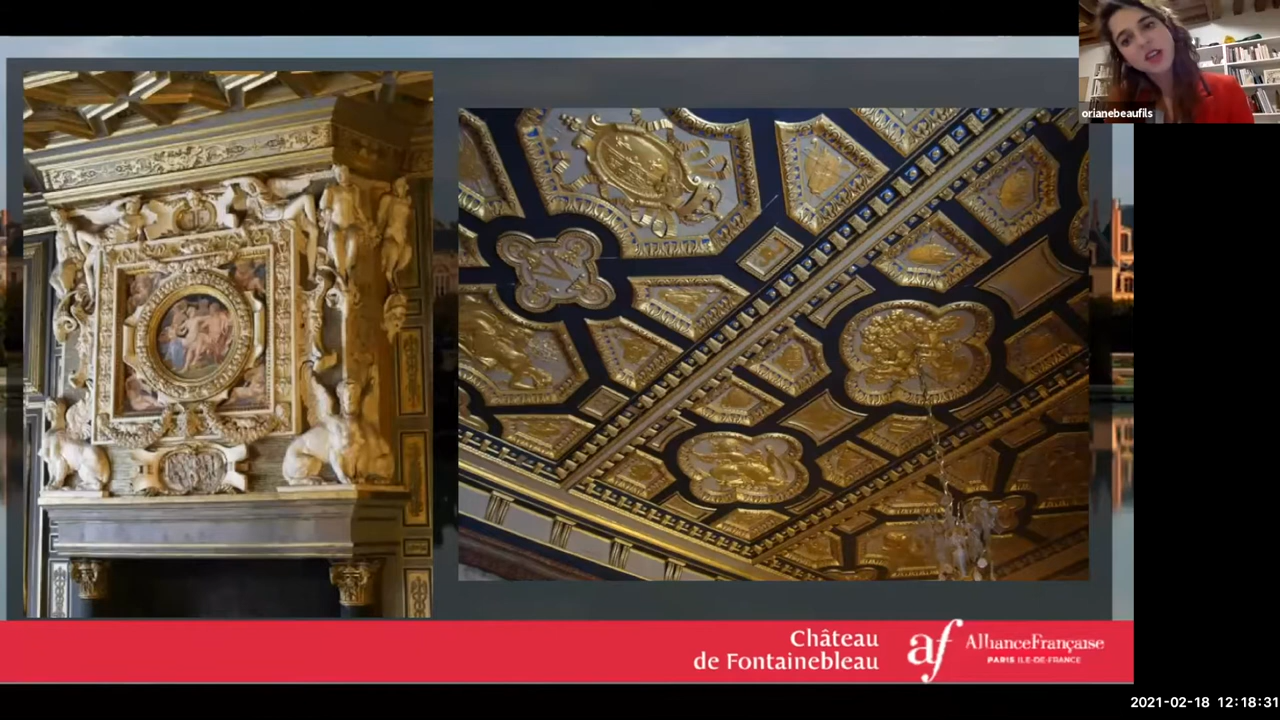 orianebeaufils
Château
de Fontainebleau
af AllianceFrançaise
PARIS ILE-DE-FRANCE
2021-02-18 12:18:31